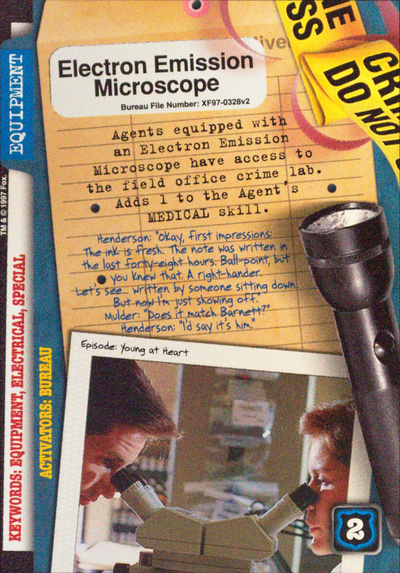 Electron Emission
Microscope
Bureau File Number: XF97-0328v2
Agents equipped with
an Electron Emission
Microscope have access to
the field office crime lab.
Adds 1 to the Agent's
MEDICAL skill.
Henderson: "Okay, first impressions:
The ink is fresh. The note was written in
the last forty-eight hours. Ball-point, but
you knew that. A right-hander.
Let's see... written by someone sitting down.
But now I'm just showing off."
Mulder: "Does it match Barnett?"
Henderson: "I'd say it's him."
Episode: Young at Heart
2
EQUIPMENT
TM & © 1997 Fox.
KEYWORDS: EQUIPMENT, ELECTRICAL, SPECIAL
ACTIVATORS: BUREAU
DO NO